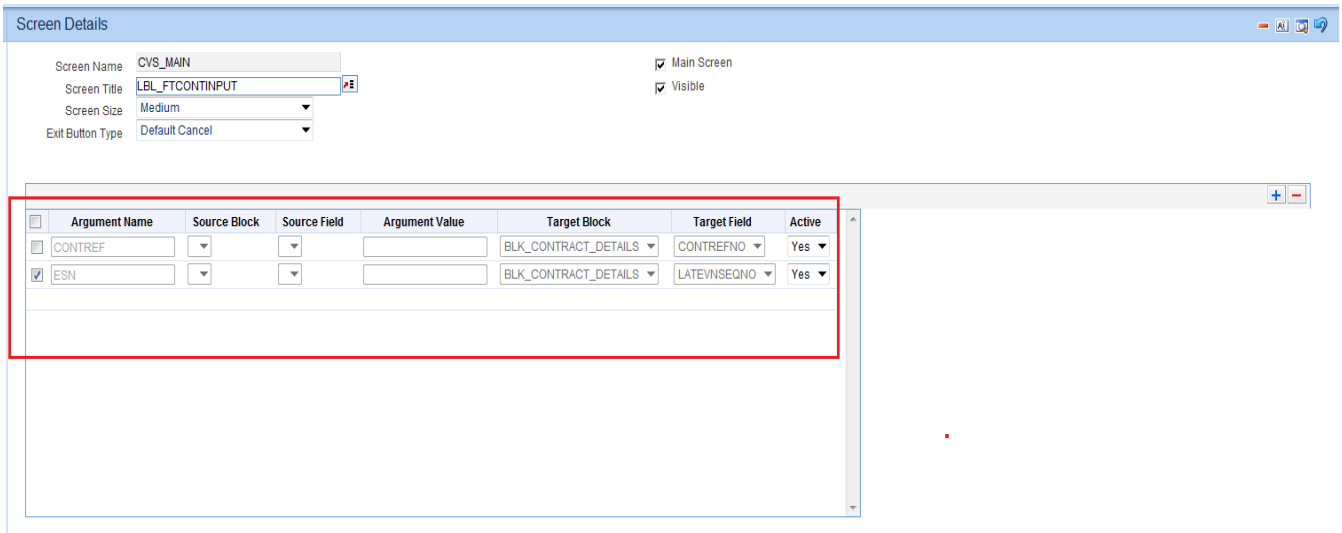 Screen Details
Screen Name CVS_MAIN
Main Screen
Screen Title LBL_FTCONTINPUT
Visible
Screen Size Medium
Exit Button Type Default Cancel
Argument Name Source Block Source Field Argument Value Target Block Target Field Active
CONTREF BLK_CONTRACT_DETAILS CONTREFNO Yes
ESN BLK_CONTRACT_DETAILS LATEVNSEQNO Yes